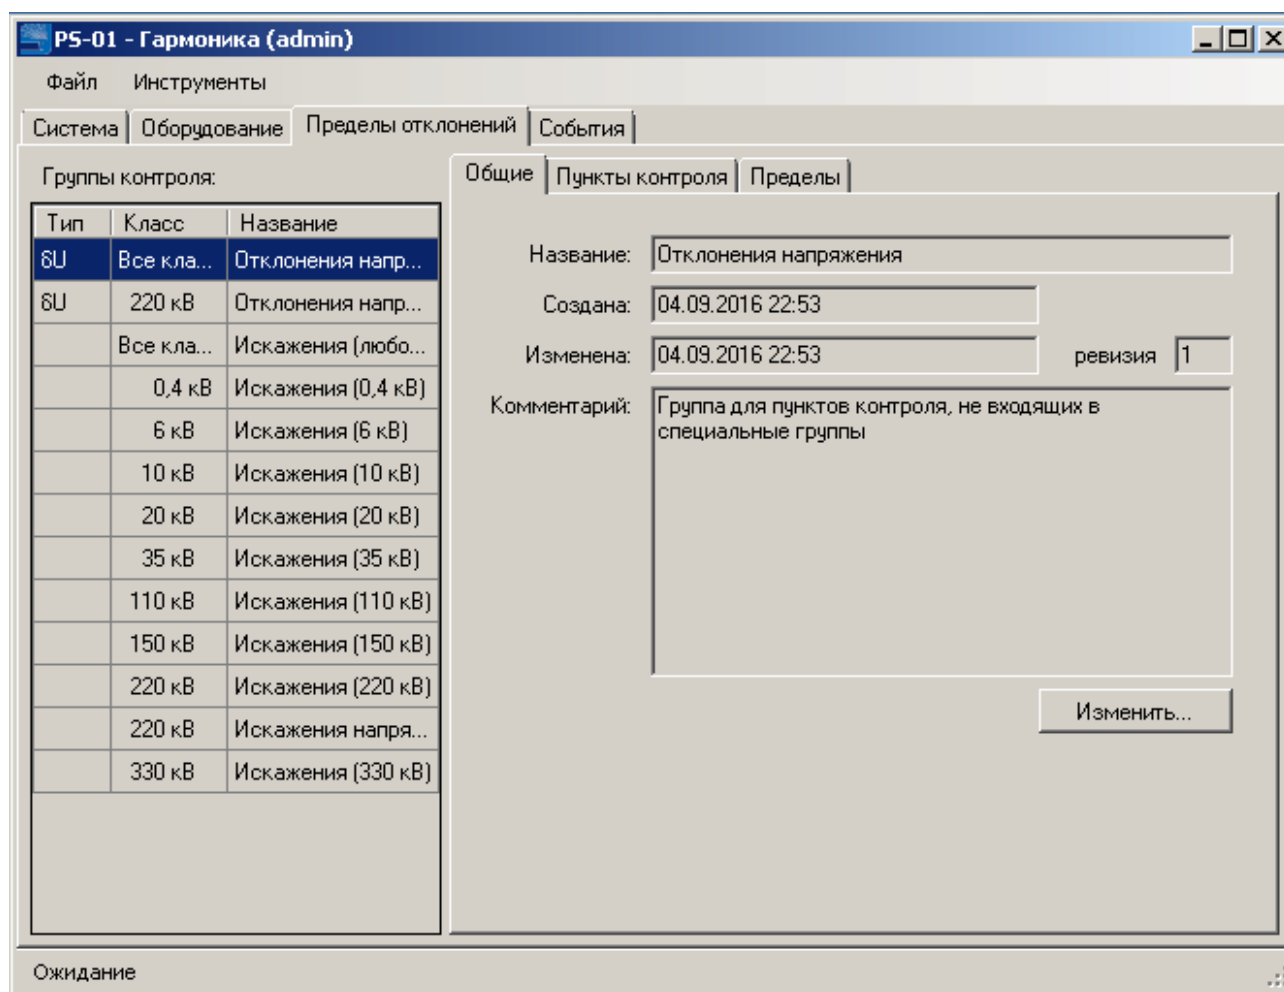 PS-01 - Гармоника (admin)
Файл Инструменты
Система Оборудование Пределы отклонений События
Группы контроля:
Общие Пункты контроля Пределы
Тип Класс Название
δU Все кла... Отклонения напр...
δU 220 кВ Отклонения напр...
Все кла... Искажения (любо...
0,4 кВ Искажения (0,4 кВ)
6 кВ Искажения (6 кВ)
10 кВ Искажения (10 кВ)
20 кВ Искажения (20 кВ)
35 кВ Искажения (35 кВ)
110 кВ Искажения (110 кВ)
150 кВ Искажения (150 кВ)
220 кВ Искажения (220 кВ)
220 кВ Искажения напря...
330 кВ Искажения (330 кВ)
Название: Отклонения напряжения
Создана: 04.09.2016 22:53
Изменена: 04.09.2016 22:53 ревизия 1
Комментарий: Группа для пунктов контроля, не входящих в
специальные группы
Изменить...
Ожидание